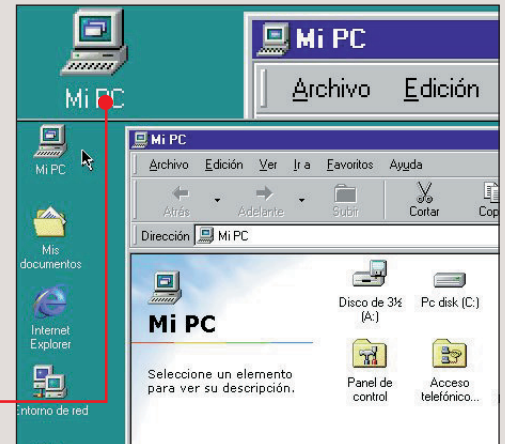 Mi PC
Mi PC
Archivo Edición
Mi PC
Mis documentos
Internet Explorer
Entorno de red
Mi PC
Archivo Edición Ver Ir a Favoritos Ayuda
Atrás Adelante Subir Cortar
Dirección Mi PC
Mi PC
Seleccione un elemento
para ver su descripción.
Disco de 3½
(A:)
Pc disk (C:)
Panel de
control
Acceso
telefónico...